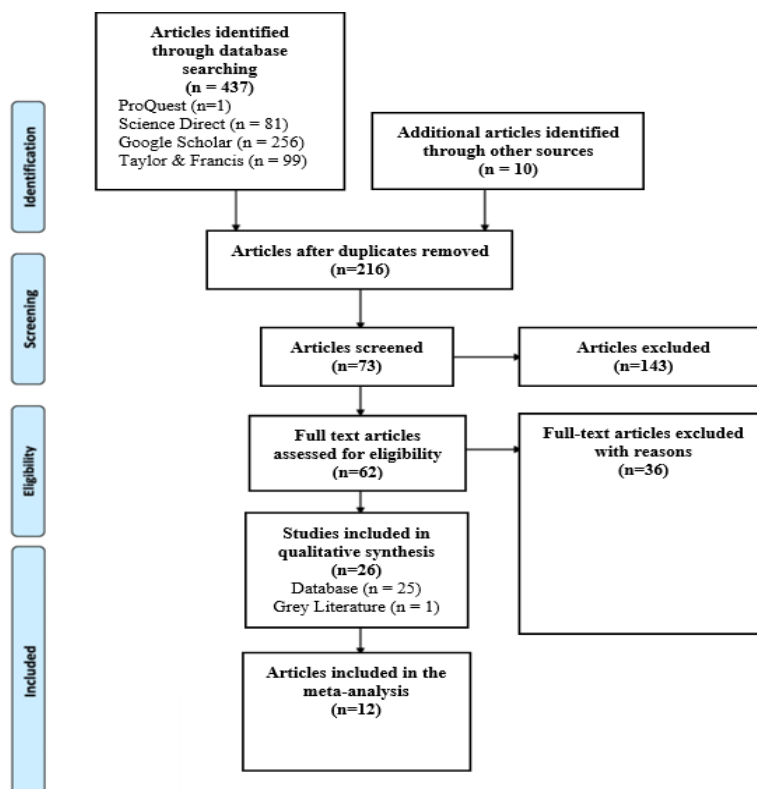 Articles identified
through database
searching
(n = 437)
ProQuest (n=1)
Science Direct (n = 81)
Google Scholar (n = 256)
Taylor & Francis (n = 99)
Additional articles identified
through other sources
(n = 10)
Identification
Articles after duplicates removed
(n=216)
Screening
Articles screened
(n=73)
Articles excluded
(n=143)
Eligibility
Full text articles
assessed for eligibility
(n=62)
Full-text articles excluded
with reasons
(n=36)
Studies included in
qualitative synthesis
(n=26)
Database (n = 25)
Grey Literature (n = 1)
Included
Articles included in the
meta-analysis
(n=12)